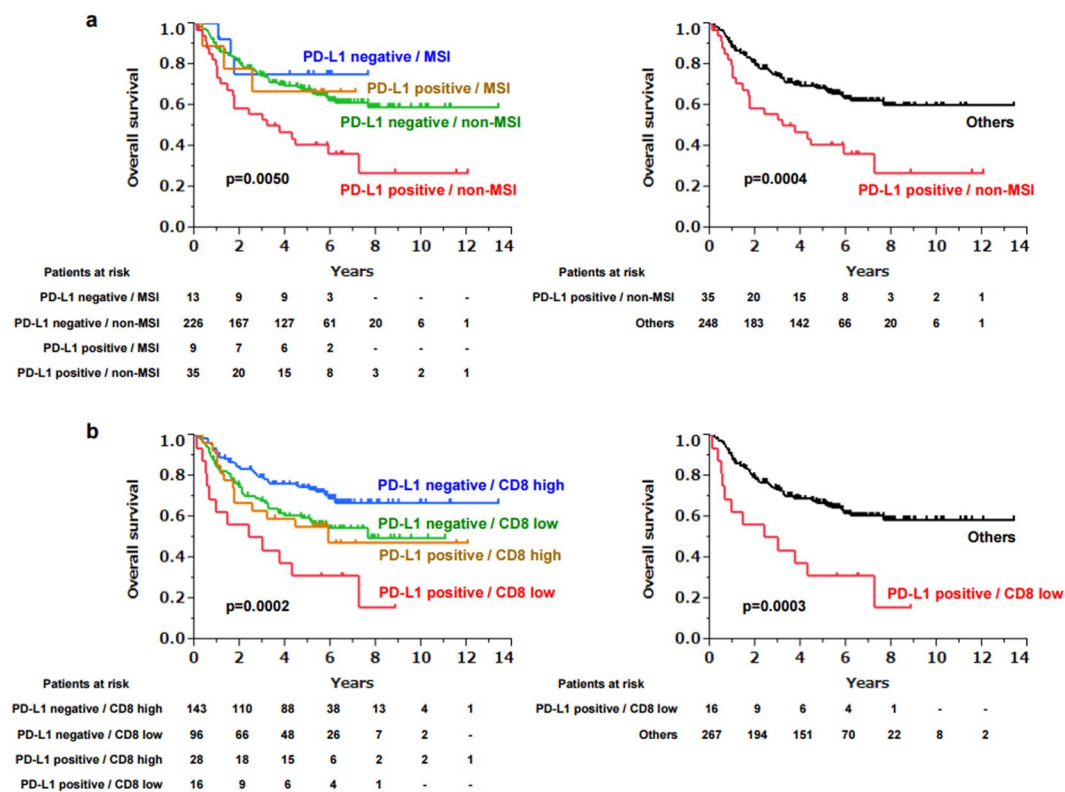 a
Overall survival
1.0
0.8
0.6
0.4
0.2
0.0
PD-L1 negative / MSI
PD-L1 positive / MSI
PD-L1 negative / non-MSI
p=0.0050
PD-L1 positive / non-MSI
0 2 4 6 8 10 12 14
Years
Patients at risk
PD-L1 negative / MSI 13 9 9 3 - - -
PD-L1 negative / non-MSI 226 167 127 61 20 6 1
PD-L1 positive / MSI 9 7 6 2 - - -
PD-L1 positive / non-MSI 35 20 15 8 3 2 1
Overall survival
1.0
0.8
0.6
0.4
0.2
0.0
Others
p=0.0004
PD-L1 positive / non-MSI
0 2 4 6 8 10 12 14
Years
Patients at risk
PD-L1 positive / non-MSI 35 20 15 8 3 2 1
Others 248 183 142 66 20 6 1
b
Overall survival
1.0
0.8
0.6
0.4
0.2
0.0
PD-L1 negative / CD8 high
PD-L1 negative / CD8 low
PD-L1 positive / CD8 high
PD-L1 positive / CD8 low
p=0.0002
0 2 4 6 8 10 12 14
Years
Patients at risk
PD-L1 negative / CD8 high 143 110 88 38 13 4 1
PD-L1 negative / CD8 low 96 66 48 26 7 2 -
PD-L1 positive / CD8 high 28 18 15 6 2 2 1
PD-L1 positive / CD8 low 16 9 6 4 1 - -
Overall survival
1.0
0.8
0.6
0.4
0.2
0.0
Others
PD-L1 positive / CD8 low
p=0.0003
0 2 4 6 8 10 12 14
Years
Patients at risk
PD-L1 positive / CD8 low 16 9 6 4 1 - -
Others 267 194 151 70 22 8 2